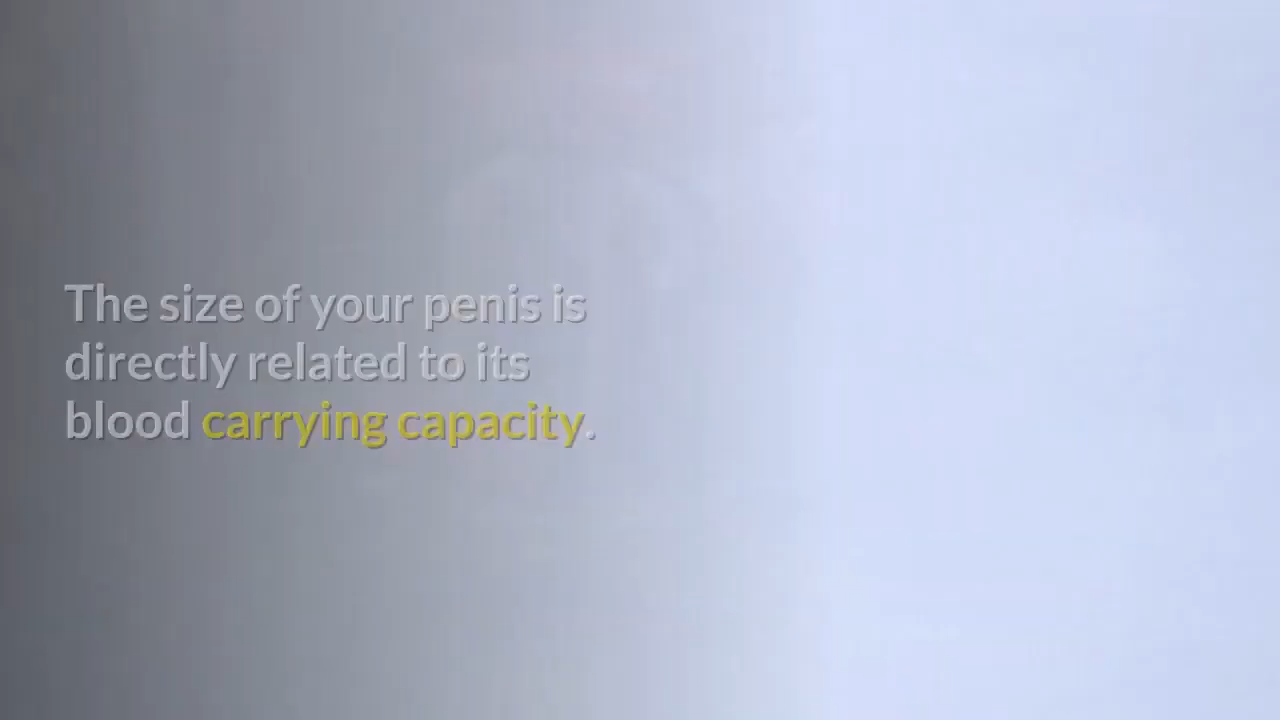 The size of your penis is
directly related to its
blood carrying capacity.